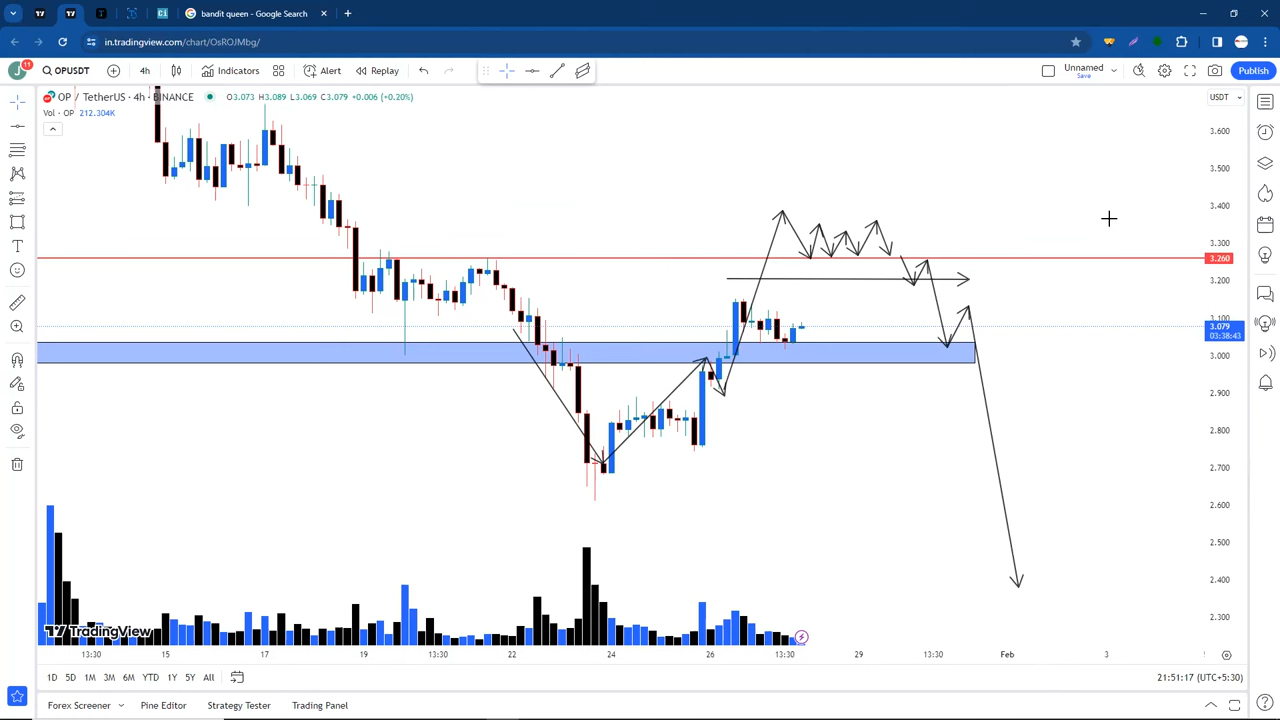 bandit queen - Google Search
in.tradingview.com/chart/OsROJMbg/
11
OPUSDT
4h
Indicators
Alert
Replay
Unnamed
Save
Publish
OP / TetherUS · 4h · BINANCE
O3.073 H3.089 L3.069 C3.079 +0.006 (+0.20%)
USDT
Vol · OP 212.304K
3.600
3.500
3.400
3.300
3.260
3.200
3.100
3.079
03:38:43
3.000
2.900
2.800
2.700
2.600
2.500
2.400
2.300
TradingView
13:30 15 17 19 13:30 22 24 26 13:30 29 13:30 Feb 3
1D 5D 1M 3M 6M YTD 1Y 5Y All
21:51:17 (UTC+5:30)
Forex Screener
Pine Editor
Strategy Tester
Trading Panel